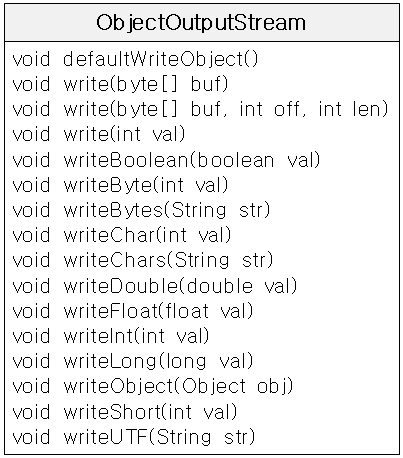 ObjectOutputStream
void defaultWriteObject()
void write(byte[] buf)
void write(byte[] buf, int off, int len)
void write(int val)
void writeBoolean(boolean val)
void writeByte(int val)
void writeBytes(String str)
void writeChar(int val)
void writeChars(String str)
void writeDouble(double val)
void writeFloat(float val)
void writeInt(int val)
void writeLong(long val)
void writeObject(Object obj)
void writeShort(int val)
void writeUTF(String str)